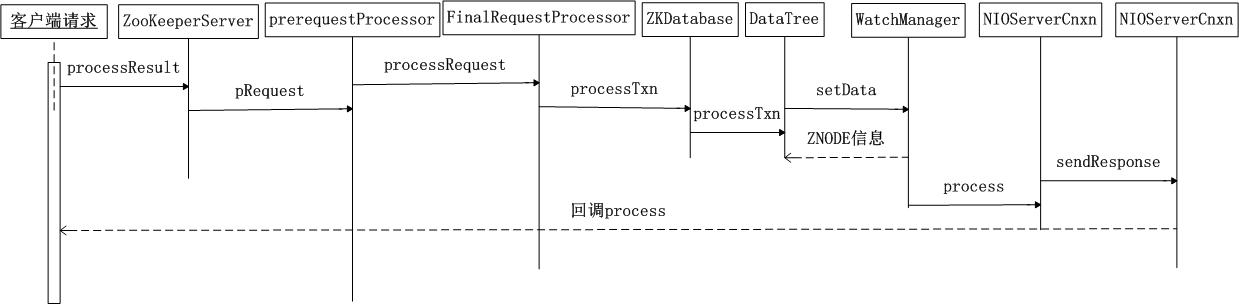 客户端请求
ZooKeeperServer
prerequestProcessor
FinalRequestProcessor
ZKDatabase
DataTree
WatchManager
NIOServerCnxn
NIOServerCnxn
processResult
pRequest
processRequest
processTxn
processTxn
setData
ZNODE信息
process
sendResponse
回调process